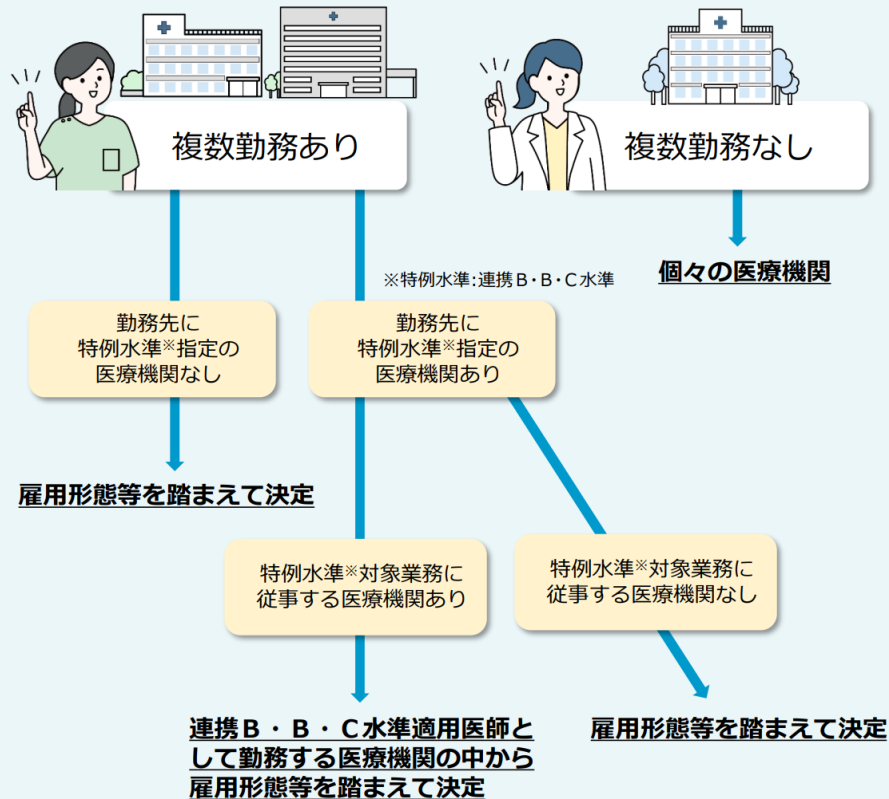 複数勤務あり
複数勤務なし
個々の医療機関
※特例水準:連携B・B・C水準
勤務先に
特例水準※指定の
医療機関なし
勤務先に
特例水準※指定の
医療機関あり
雇用形態等を踏まえて決定
特例水準※対象業務に
従事する医療機関あり
特例水準※対象業務に
従事する医療機関なし
連携B・B・C水準適用医師と
して勤務する医療機関の中から
雇用形態等を踏まえて決定
雇用形態等を踏まえて決定